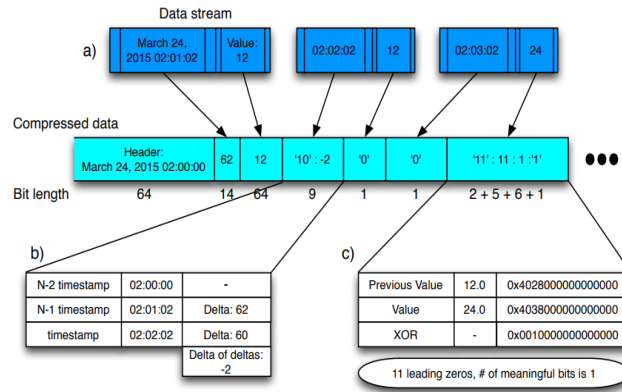 Data stream
a)
March 24,
2015 02:01:02
Value:
12
02:02:02
12
02:03:02
24
Compressed data
Header:
March 24, 2015 02:00:00
62
12
'10' : -2
'0'
'0'
'11' : 11 : 1 :'1'
Bit length
64
14
64
9
1
1
2 + 5 + 6 + 1
b)
N-2 timestamp
02:00:00
-
N-1 timestamp
02:01:02
Delta: 62
timestamp
02:02:02
Delta: 60
Delta of deltas:
-2
c)
Previous Value
12.0
0x4028000000000000
Value
24.0
0x4038000000000000
XOR
-
0x0010000000000000
11 leading zeros, # of meaningful bits is 1